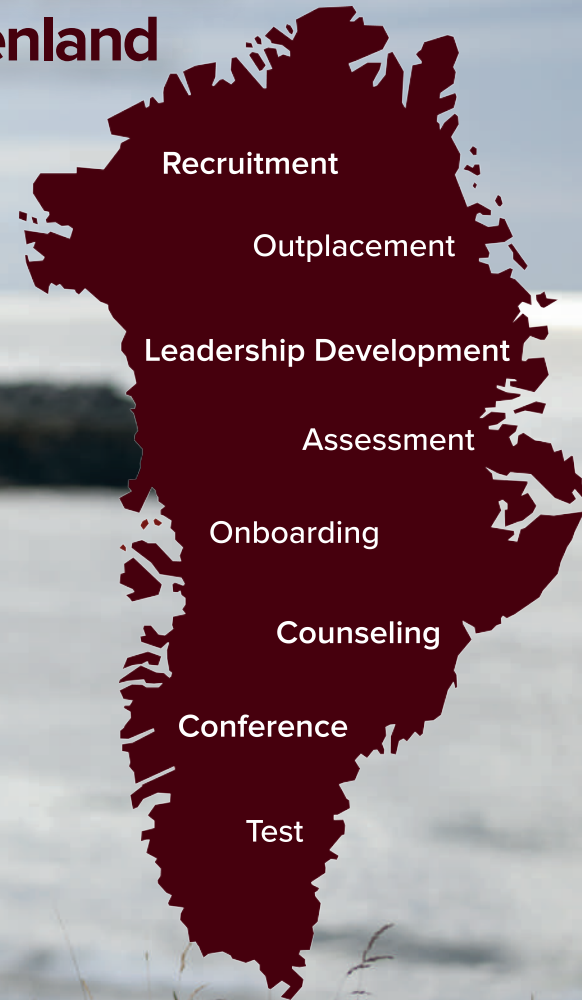 enland
Recruitment
Outplacement
Leadership Development
Assessment
Onboarding
Counseling
Conference
Test